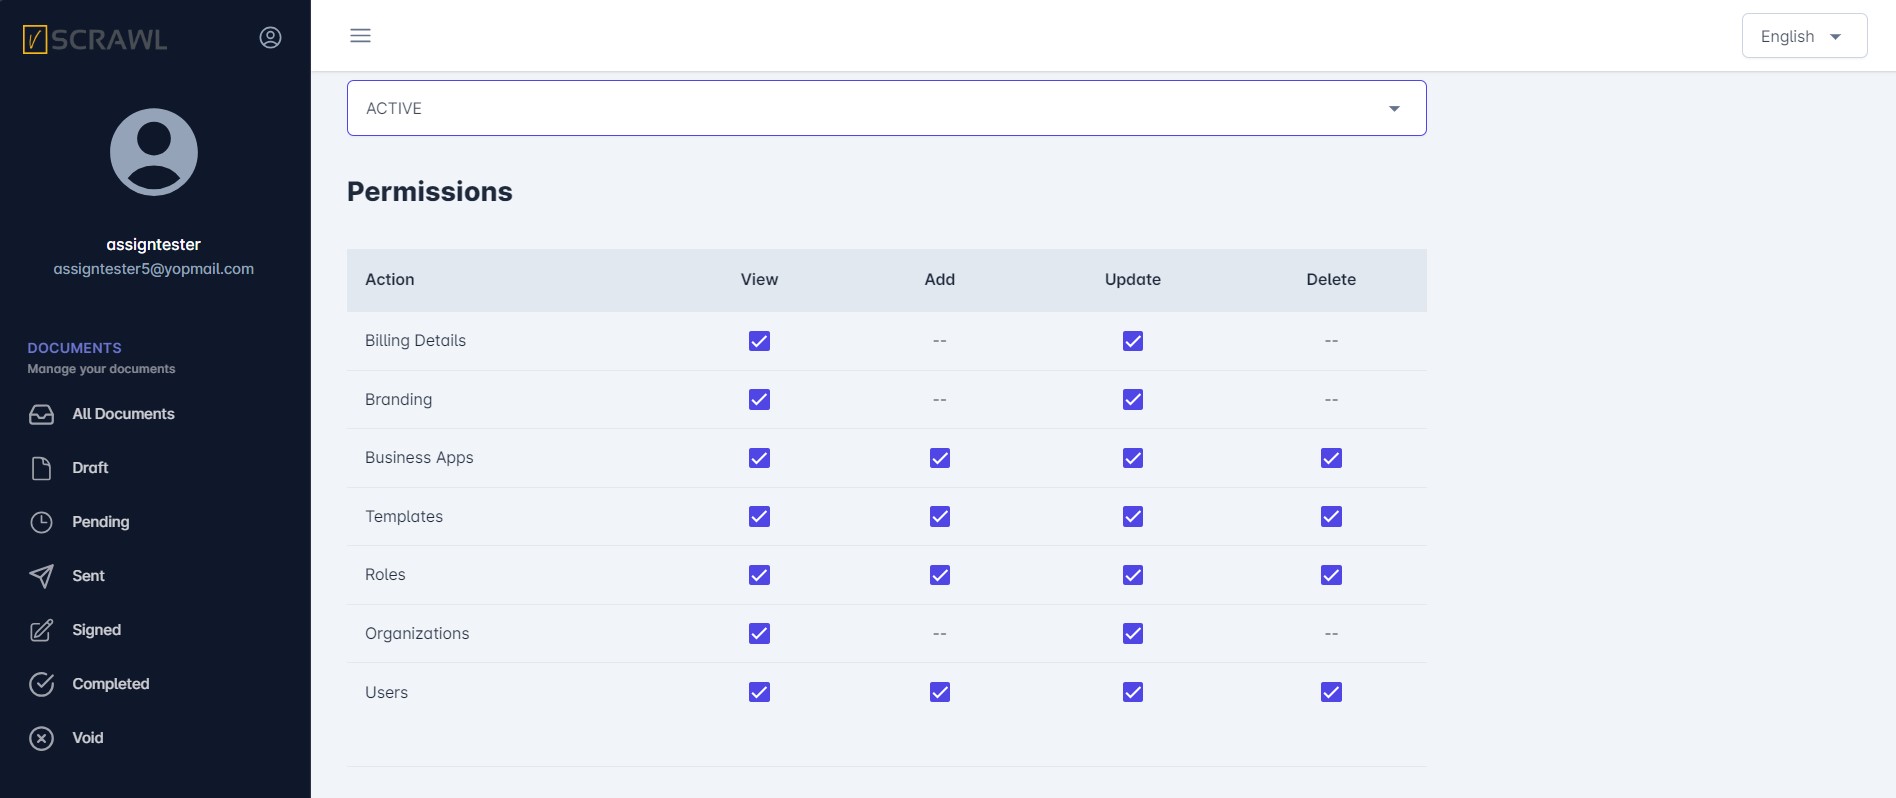 SCRAWL
English
ACTIVE
assigntester
assigntester5@yopmail.com
DOCUMENTS
Manage your documents
All Documents
Draft
Pending
Sent
Signed
Completed
Void
Permissions
Action View Add Update Delete
Billing Details -- --
Branding -- --
Business Apps
Templates
Roles
Organizations -- --
Users